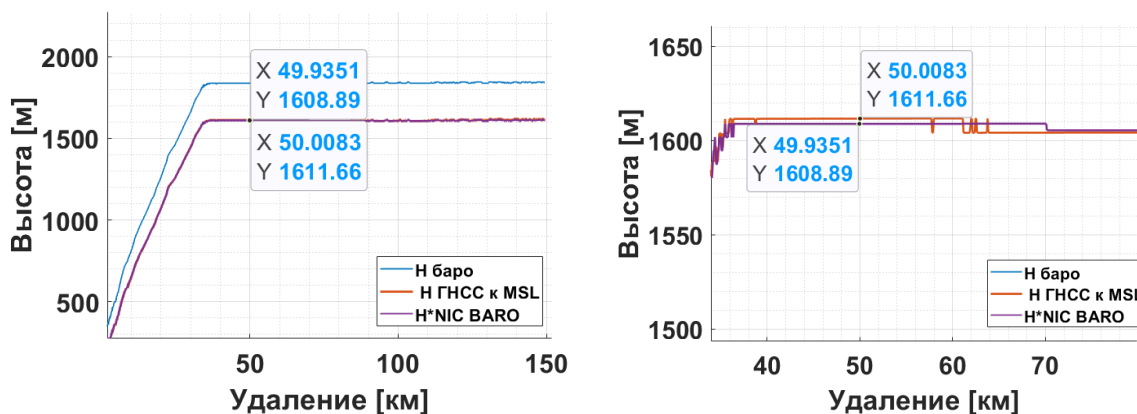 2000
1500
1000
500
50
100
150
Высота [м]
Удаление [км]
X 49.9351
Y 1608.89
X 50.0083
Y 1611.66
Н баро
Н ГНСС к MSL
H*NIC BARO
1650
1600
1550
1500
40
50
60
70
Высота [м]
Удаление [км]
X 50.0083
Y 1611.66
X 49.9351
Y 1608.89
Н баро
Н ГНСС к MSL
H*NIC BARO